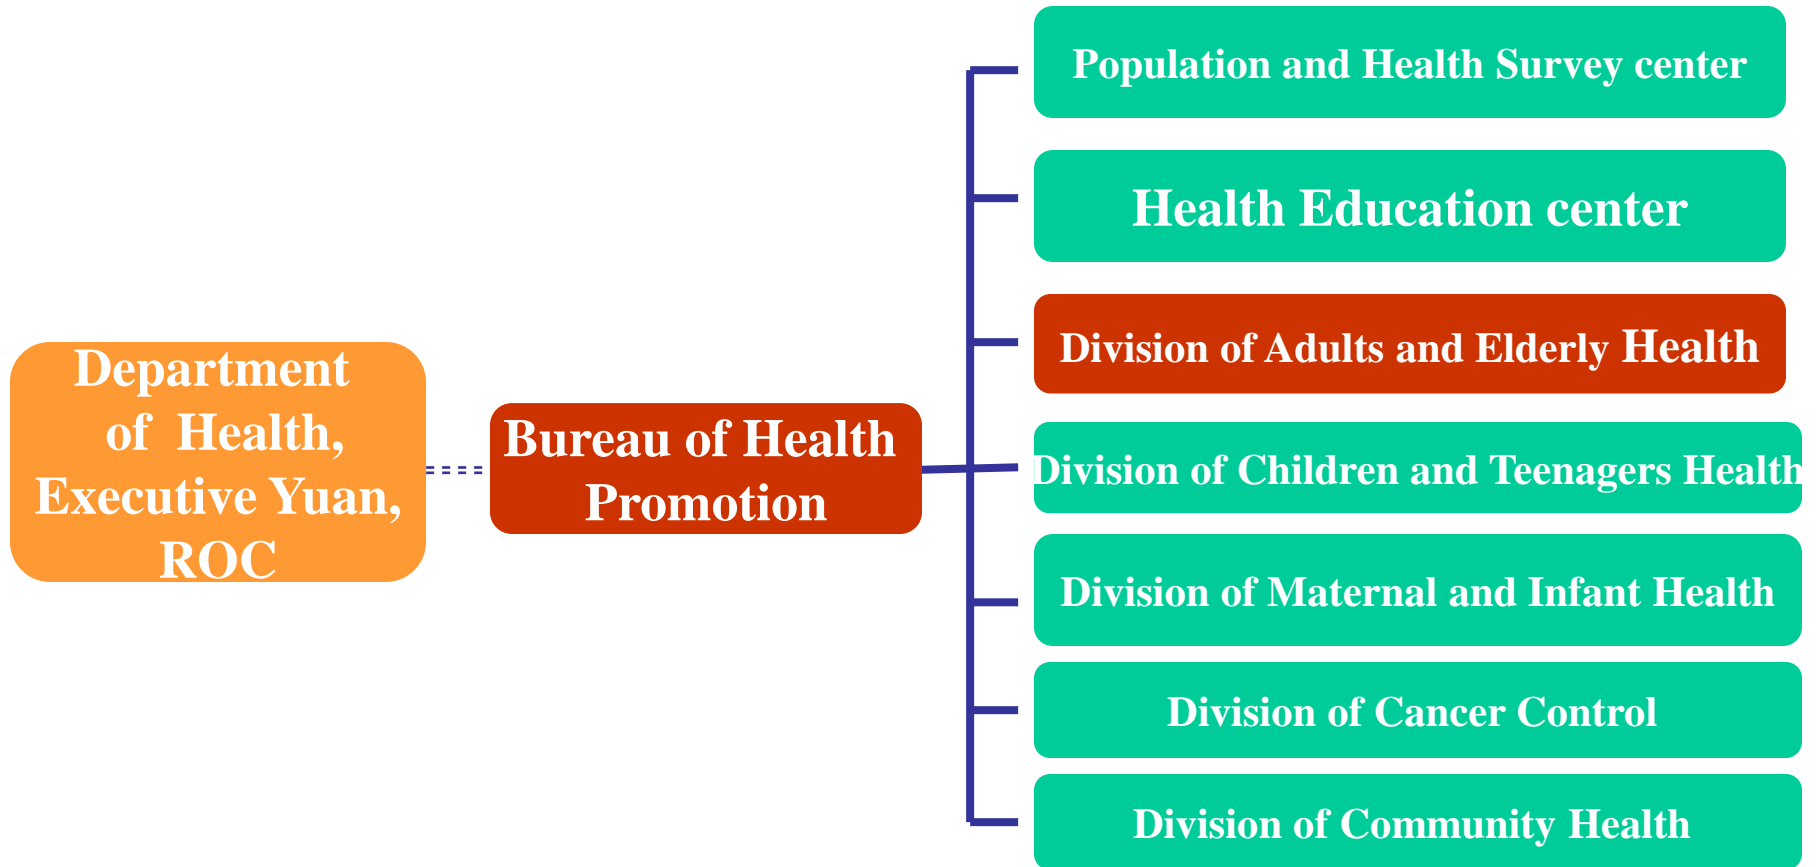 Department
of Health,
Executive Yuan,
ROC
Bureau of Health
Promotion
Population and Health Survey center
Health Education center
Division of Adults and Elderly Health
Division of Children and Teenagers Health
Division of Maternal and Infant Health
Division of Cancer Control
Division of Community Health